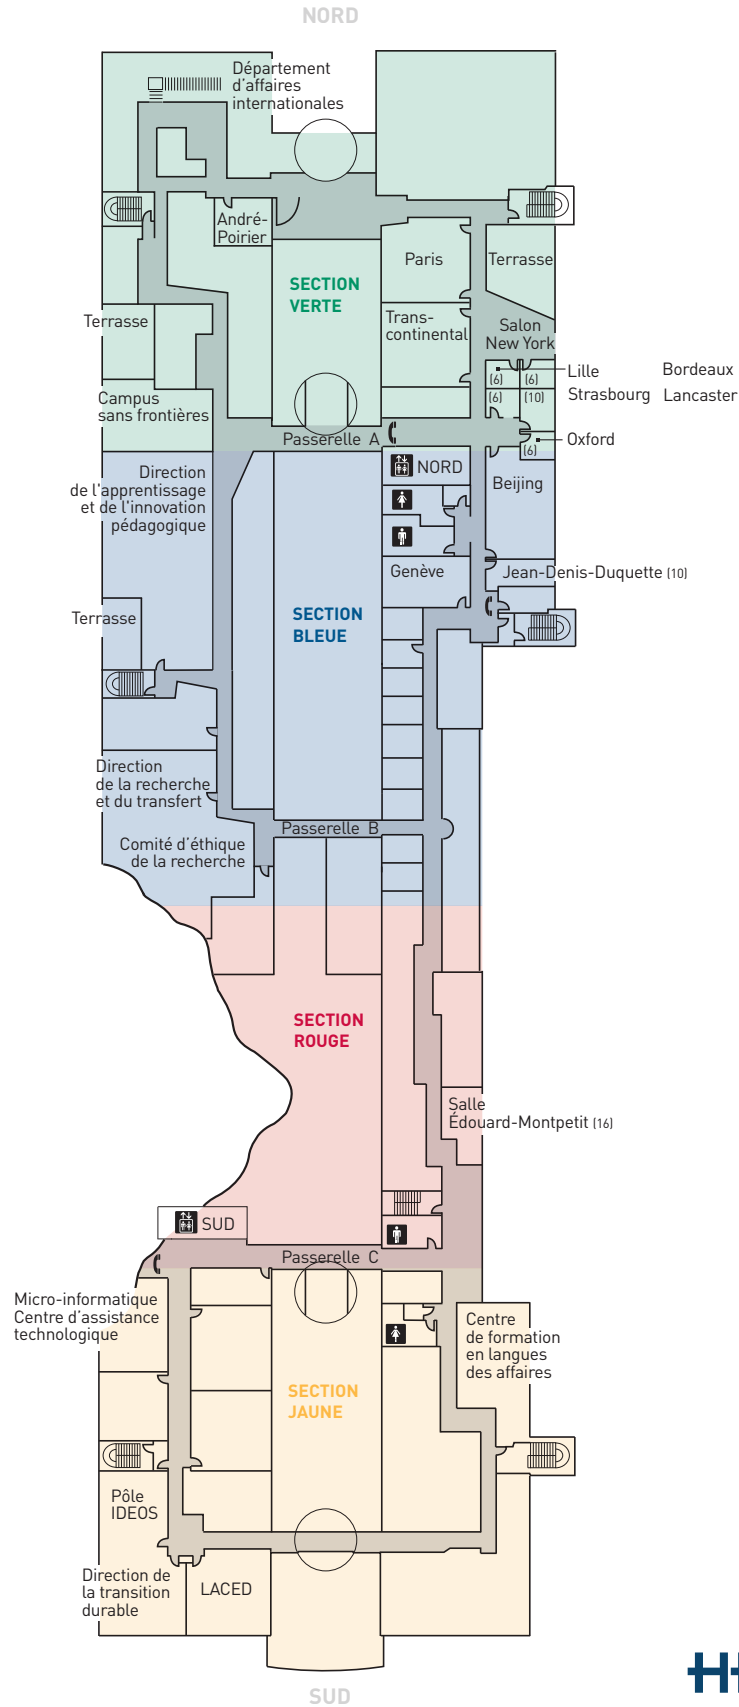 NORD
Département
d'affaires
internationales
André-
Poirier
Paris
Terrasse
SECTION
VERTE
Terrasse
Trans-
continental
Salon
New York
Lille
Bordeaux
(6)
(6)
Campus
sans frontières
(6)
(10)
Strasbourg
Lancaster
Passerelle A
Oxford
(6)
Direction
de l'apprentissage
et de l'innovation
pédagogique
NORD
Beijing
Genève
Jean-Denis-Duquette (10)
Terrasse
SECTION
BLEUE
Direction
de la recherche
et du transfert
Passerelle B
Comité d'éthique
de la recherche
SECTION
ROUGE
Salle
Édouard-Montpetit (16)
SUD
Passerelle C
Micro-informatique
Centre d'assistance
technologique
Centre
de formation
en langues
des affaires
SECTION
JAUNE
Pôle
IDEOS
Direction de
la transition
durable
LACED
SUD